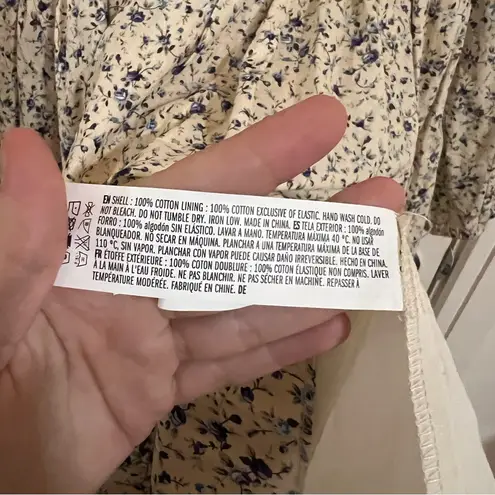 EN SHELL : 100% COTTON LINING : 100% COTTON EXCLUSIVE OF ELASTIC. HAND WASH COLD. DO
NOT BLEACH. DO NOT TUMBLE DRY. IRON LOW. MADE IN CHINA. ES TELA EXTERIOR : 100% algodón
FORRO : 100% algodón SIN ELÁSTICO. LAVAR A MANO. TEMPERATURA MÁXIMA 40 °C. NO USAR
BLANQUEADOR. NO SECAR EN MÁQUINA. PLANCHAR A UNA TEMPERATURA MÁXIMA DE LA BASE DE
110 °C, SIN VAPOR. PLANCHAR CON VAPOR PUEDE CAUSAR DAÑO IRREVERSIBLE. HECHO EN CHINA.
FR ÉTOFFE EXTÉRIEURE : 100% COTON DOUBLURE : 100% COTON ÉLASTIQUE NON COMPRIS. LAVER
À LA MAIN À L'EAU FROIDE. NE PAS BLANCHIR. NE PAS SÉCHER EN MACHINE. REPASSER À
TEMPÉRATURE MODÉRÉE. FABRIQUÉ EN CHINE. DE